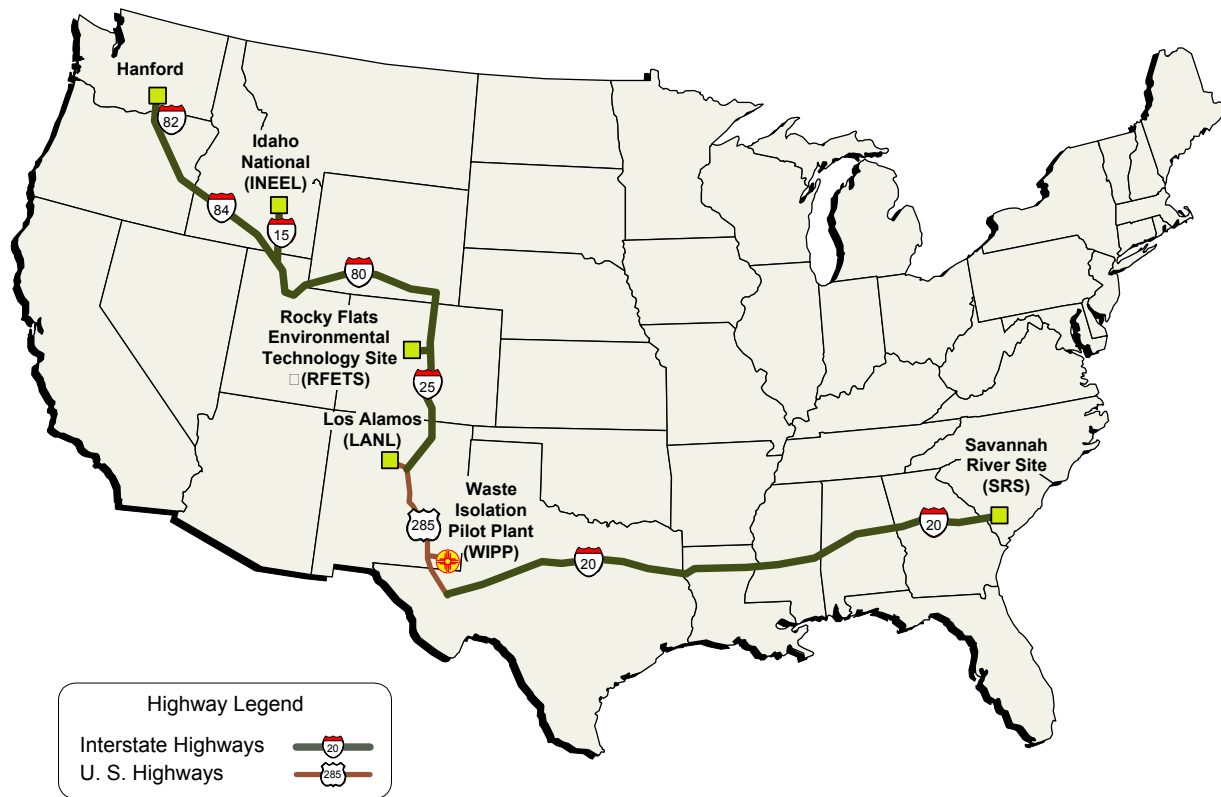 Hanford
82
Idaho
National
(INEEL)
84
15
80
Rocky Flats
Environmental
Technology Site
□(RFETS)
25
Los Alamos
(LANL)
Waste
Isolation
Pilot Plant
(WIPP)
285
20
Savannah
River Site
(SRS)
20
Highway Legend
Interstate Highways 20
U. S. Highways 285